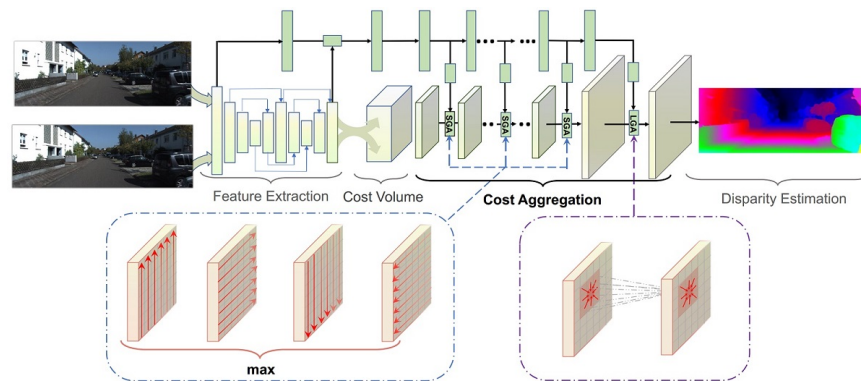 SGA
SGA
SGA
LGA
Feature Extraction
Cost Volume
Cost Aggregation
Disparity Estimation
max